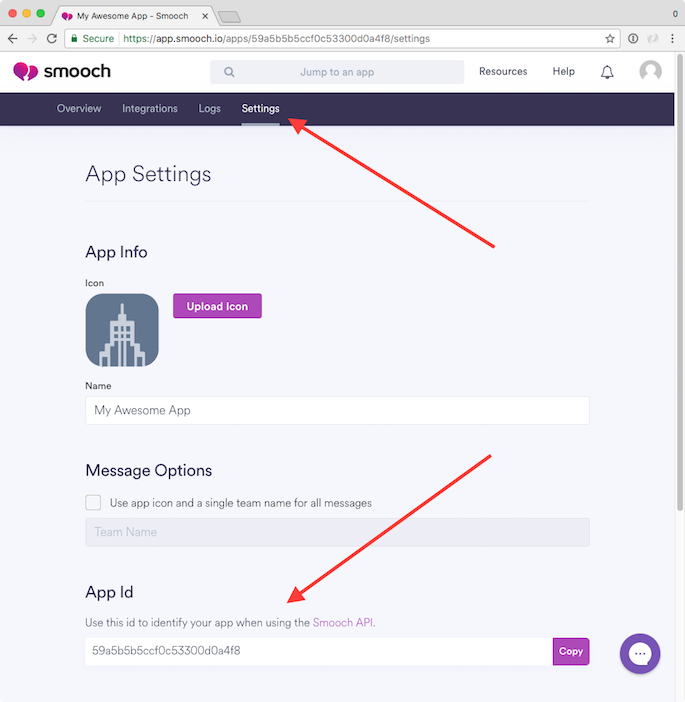 My Awesome App - Smooch
Secure https://app.smooch.io/apps/59a5b5b5ccf0c53300d0a4f8/settings
smooch Jump to an app Resources Help
Overview Integrations Logs Settings
App Settings
App Info
Icon
Upload Icon
Name
My Awesome App
Message Options
Use app icon and a single team name for all messages
Team Name
App Id
Use this id to identify your app when using the Smooch API.
59a5b5b5ccf0c53300d0a4f8 Copy